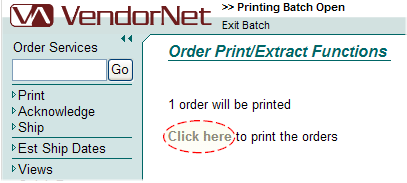 VA VendorNet
>> Printing Batch Open
Exit Batch
Order Services
Go
Print
Acknowledge
Ship
Est Ship Dates
Views
Order Print/Extract Functions
1 order will be printed
Click here to print the orders